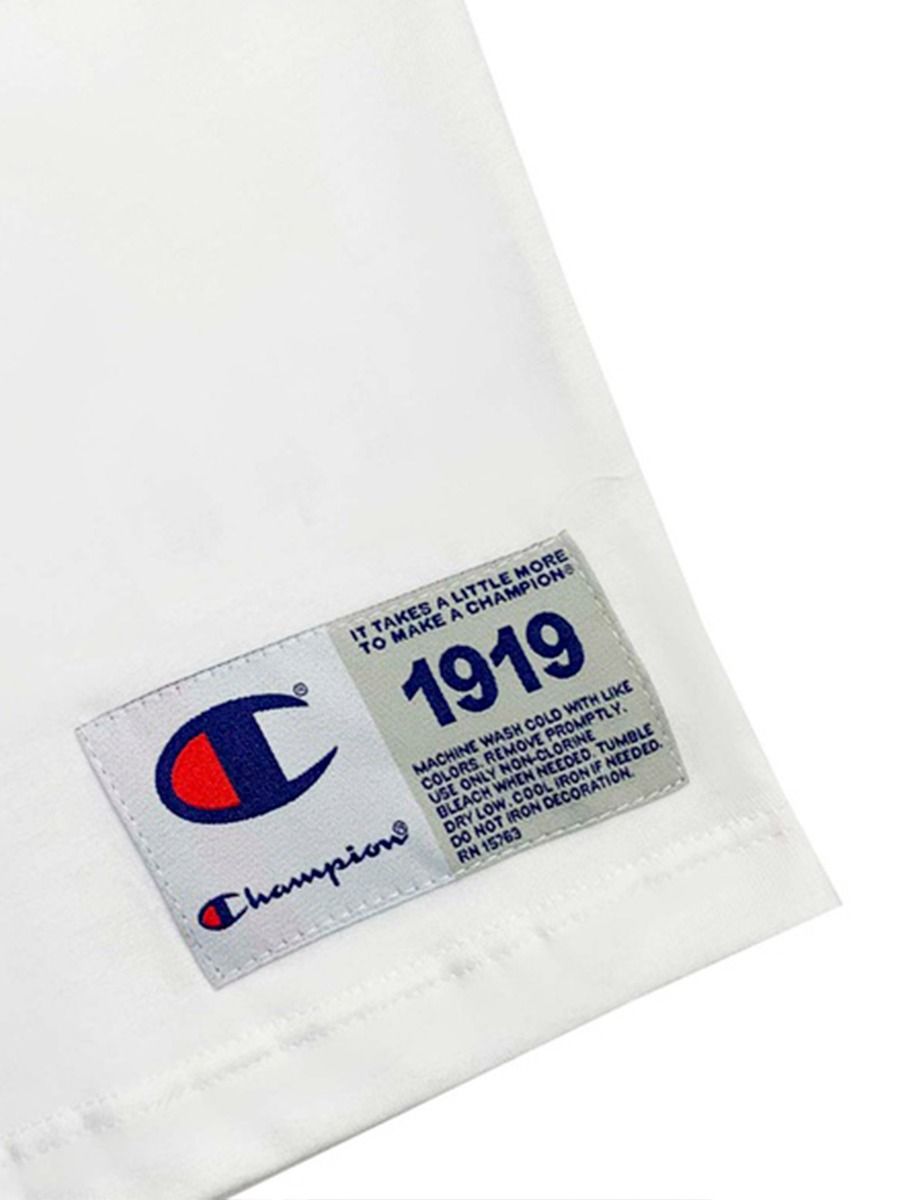 IT TAKES A LITTLE MORE
TO MAKE A CHAMPION®
1919
MACHINE WASH COLD WITH LIKE
COLORS. REMOVE PROMPTLY.
USE ONLY NON-CLORINE
BLEACH WHEN NEEDED. TUMBLE
DRY LOW. COOL IRON IF NEEDED.
DO NOT IRON DECORATION.
RN 15763
C®
Champion®